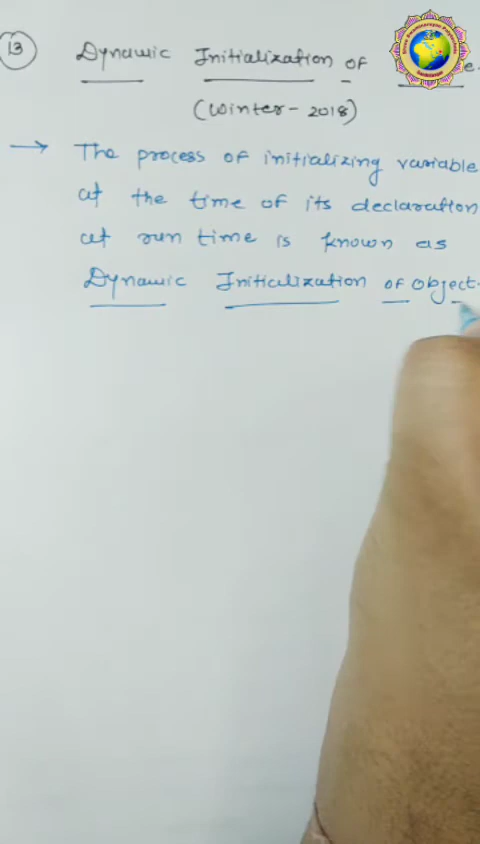 13 Dynamic Initialization of
(Winter - 2018)
→ The process of initializing variable
at the time of its declaration
at run time is known as
Dynamic Initialization of object.